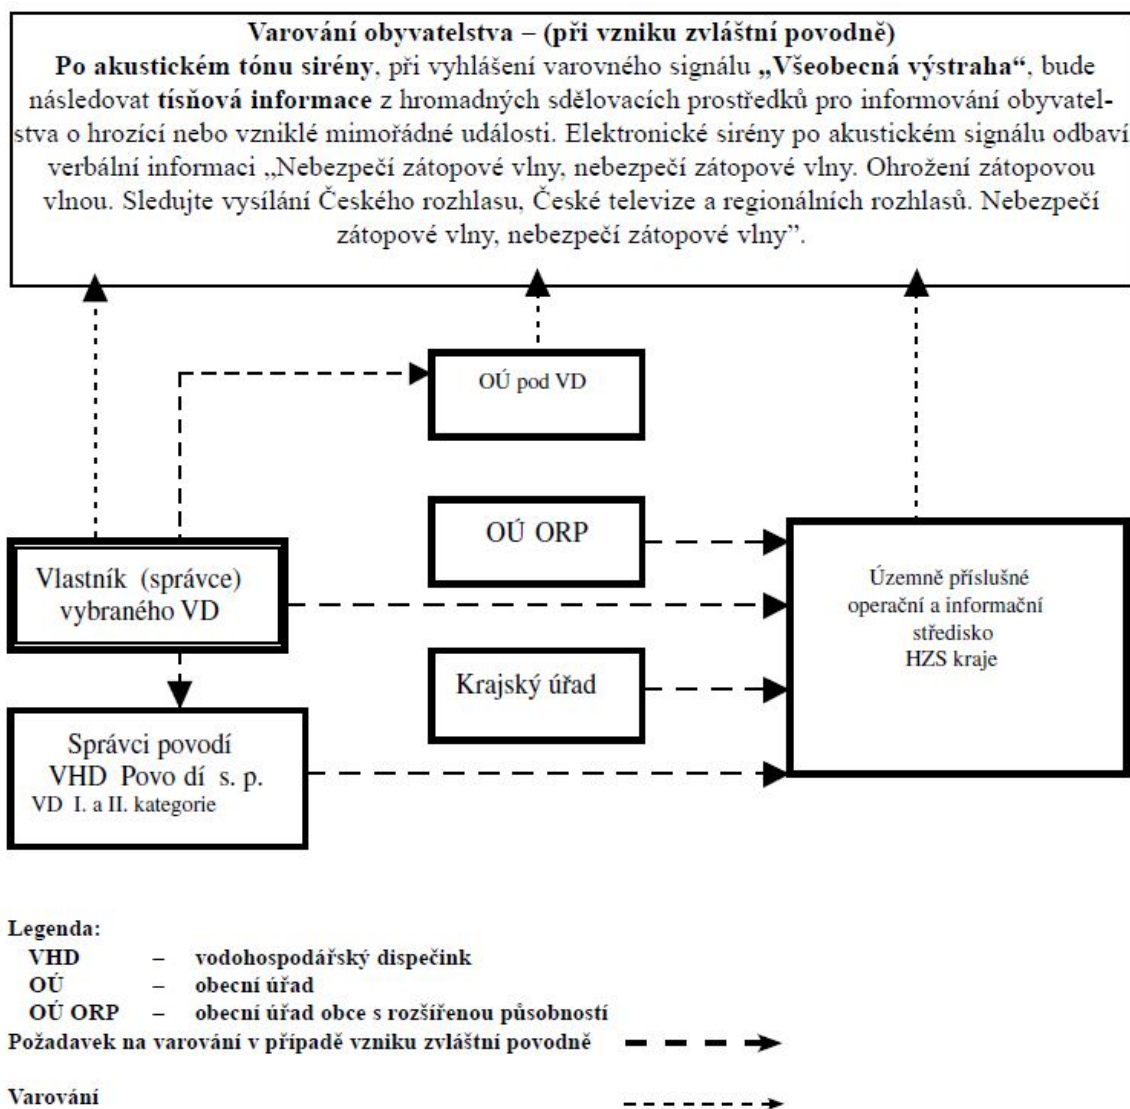 Varování obyvatelstva – (při vzniku zvláštní povodně)
Po akustickém tónu sirény, při vyhlášení varovného signálu „Všeobecná výstraha“, bude
následovat tísňová informace z hromadných sdělovacích prostředků pro informování obyvatel-
stva o hrozící nebo vzniklé mimořádné události. Elektronické sirény po akustickém signálu odbaví
verbální informaci „Nebezpečí zátopové vlny, nebezpečí zátopové vlny. Ohrožení zátopovou
vlnou. Sledujte vysílání Českého rozhlasu, České televize a regionálních rozhlasů. Nebezpečí
zátopové vlny, nebezpečí zátopové vlny”.
OÚ pod VD
OÚ ORP
Vlastník (správce)
vybraného VD
Územně příslušné
operační a informační
středisko
HZS kraje
Krajský úřad
Správci povodí
VHD Povo dí s. p.
VD I. a II. kategorie
Legenda:
VHD – vodohospodářský dispečink
OÚ – obecní úřad
OÚ ORP – obecní úřad obce s rozšířenou působností
Požadavek na varování v případě vzniku zvláštní povodně
Varování